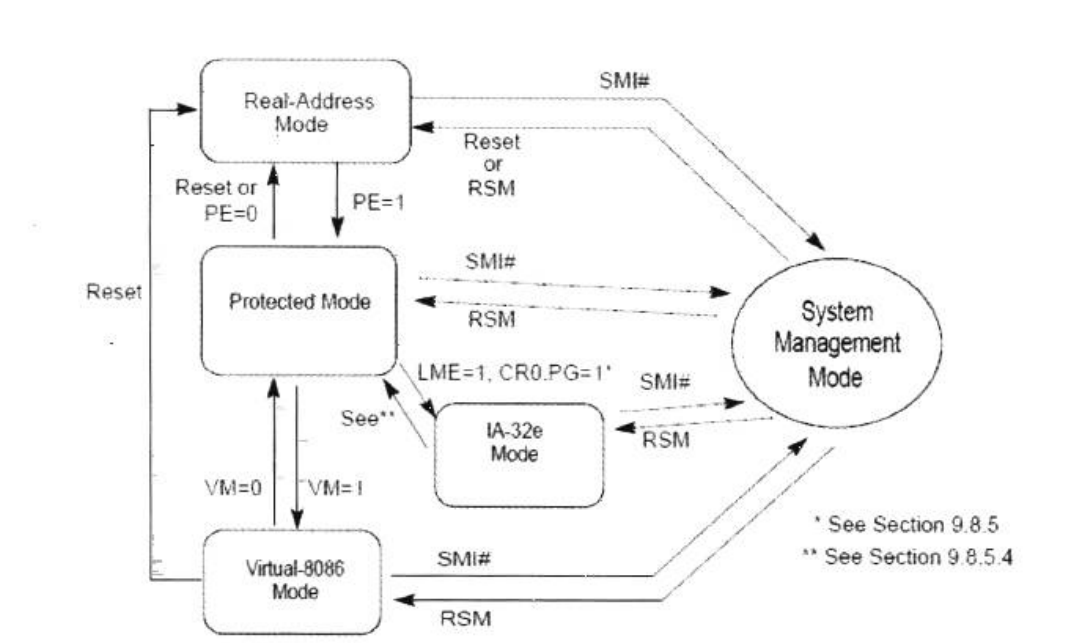 Real-Address
Mode
SMI#
Reset
or
RSM
Reset or
PE=0
PE=1
Reset
Protected Mode
SMI#
RSM
System
Management
Mode
LME=1, CR0.PG=1*
See**
IA-32e
Mode
SMI#
RSM
VM=0
VM=1
Virtual-8086
Mode
SMI#
RSM
* See Section 9.8.5
** See Section 9.8.5.4